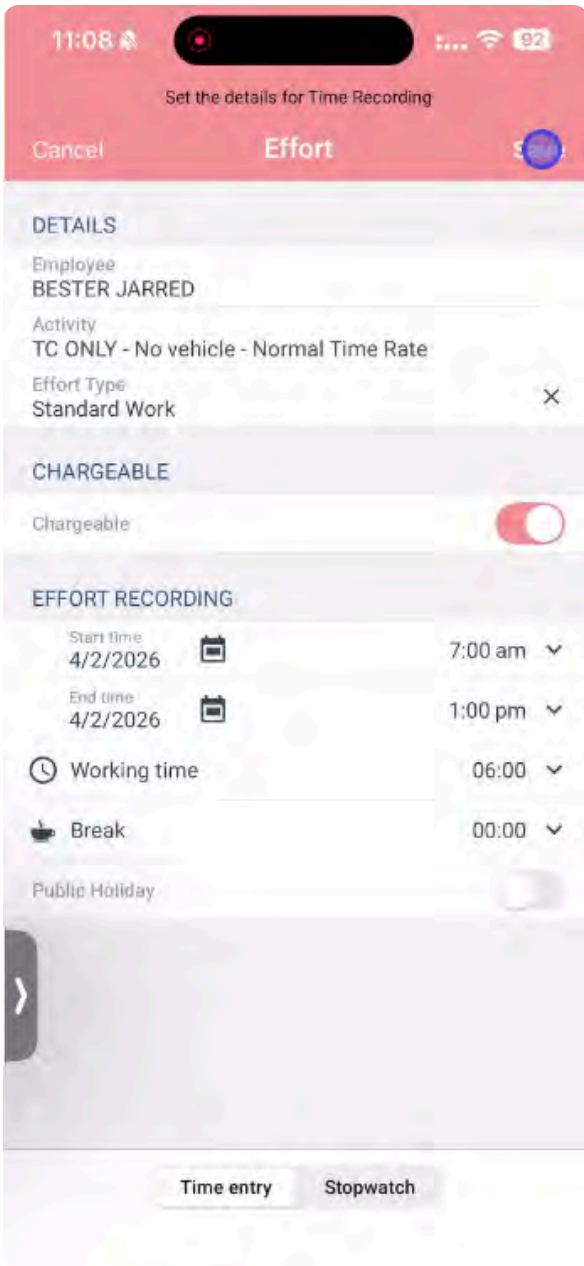 11:08
92
Set the details for Time Recording
Cancel Effort Save
DETAILS
Employee
BESTER JARRED
Activity
TC ONLY - No vehicle - Normal Time Rate
Effort Type
Standard Work
CHARGEABLE
Chargeable
EFFORT RECORDING
Start time
4/2/2026 7:00 am
End time
4/2/2026 1:00 pm
Working time 06:00
Break 00:00
Public Holiday
Time entry Stopwatch